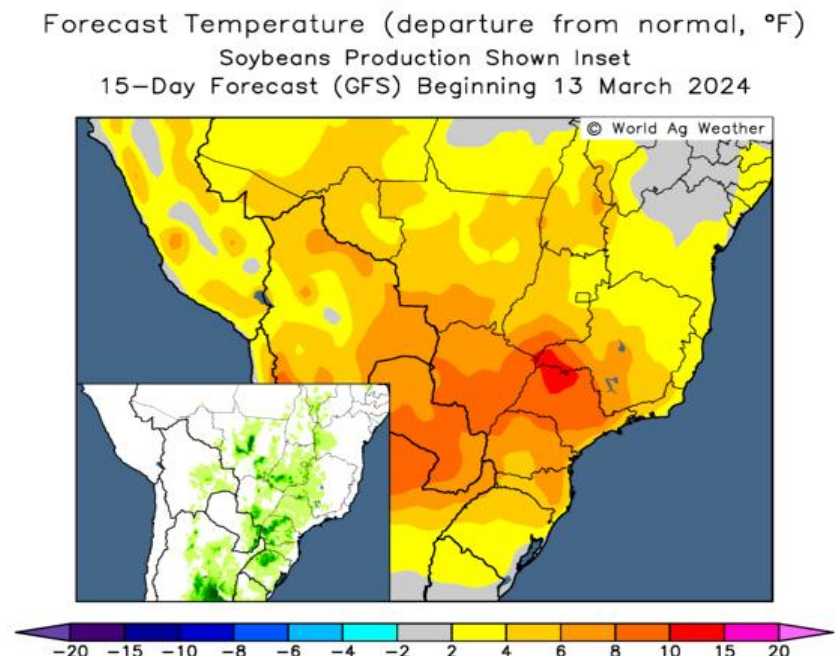 Forecast Temperature (departure from normal, °F)
Soybeans Production Shown Inset
15-Day Forecast (GFS) Beginning 13 March 2024
© World Ag Weather
-20 -15 -10 -8 -6 -4 -2 2 4 6 8 10 15 20